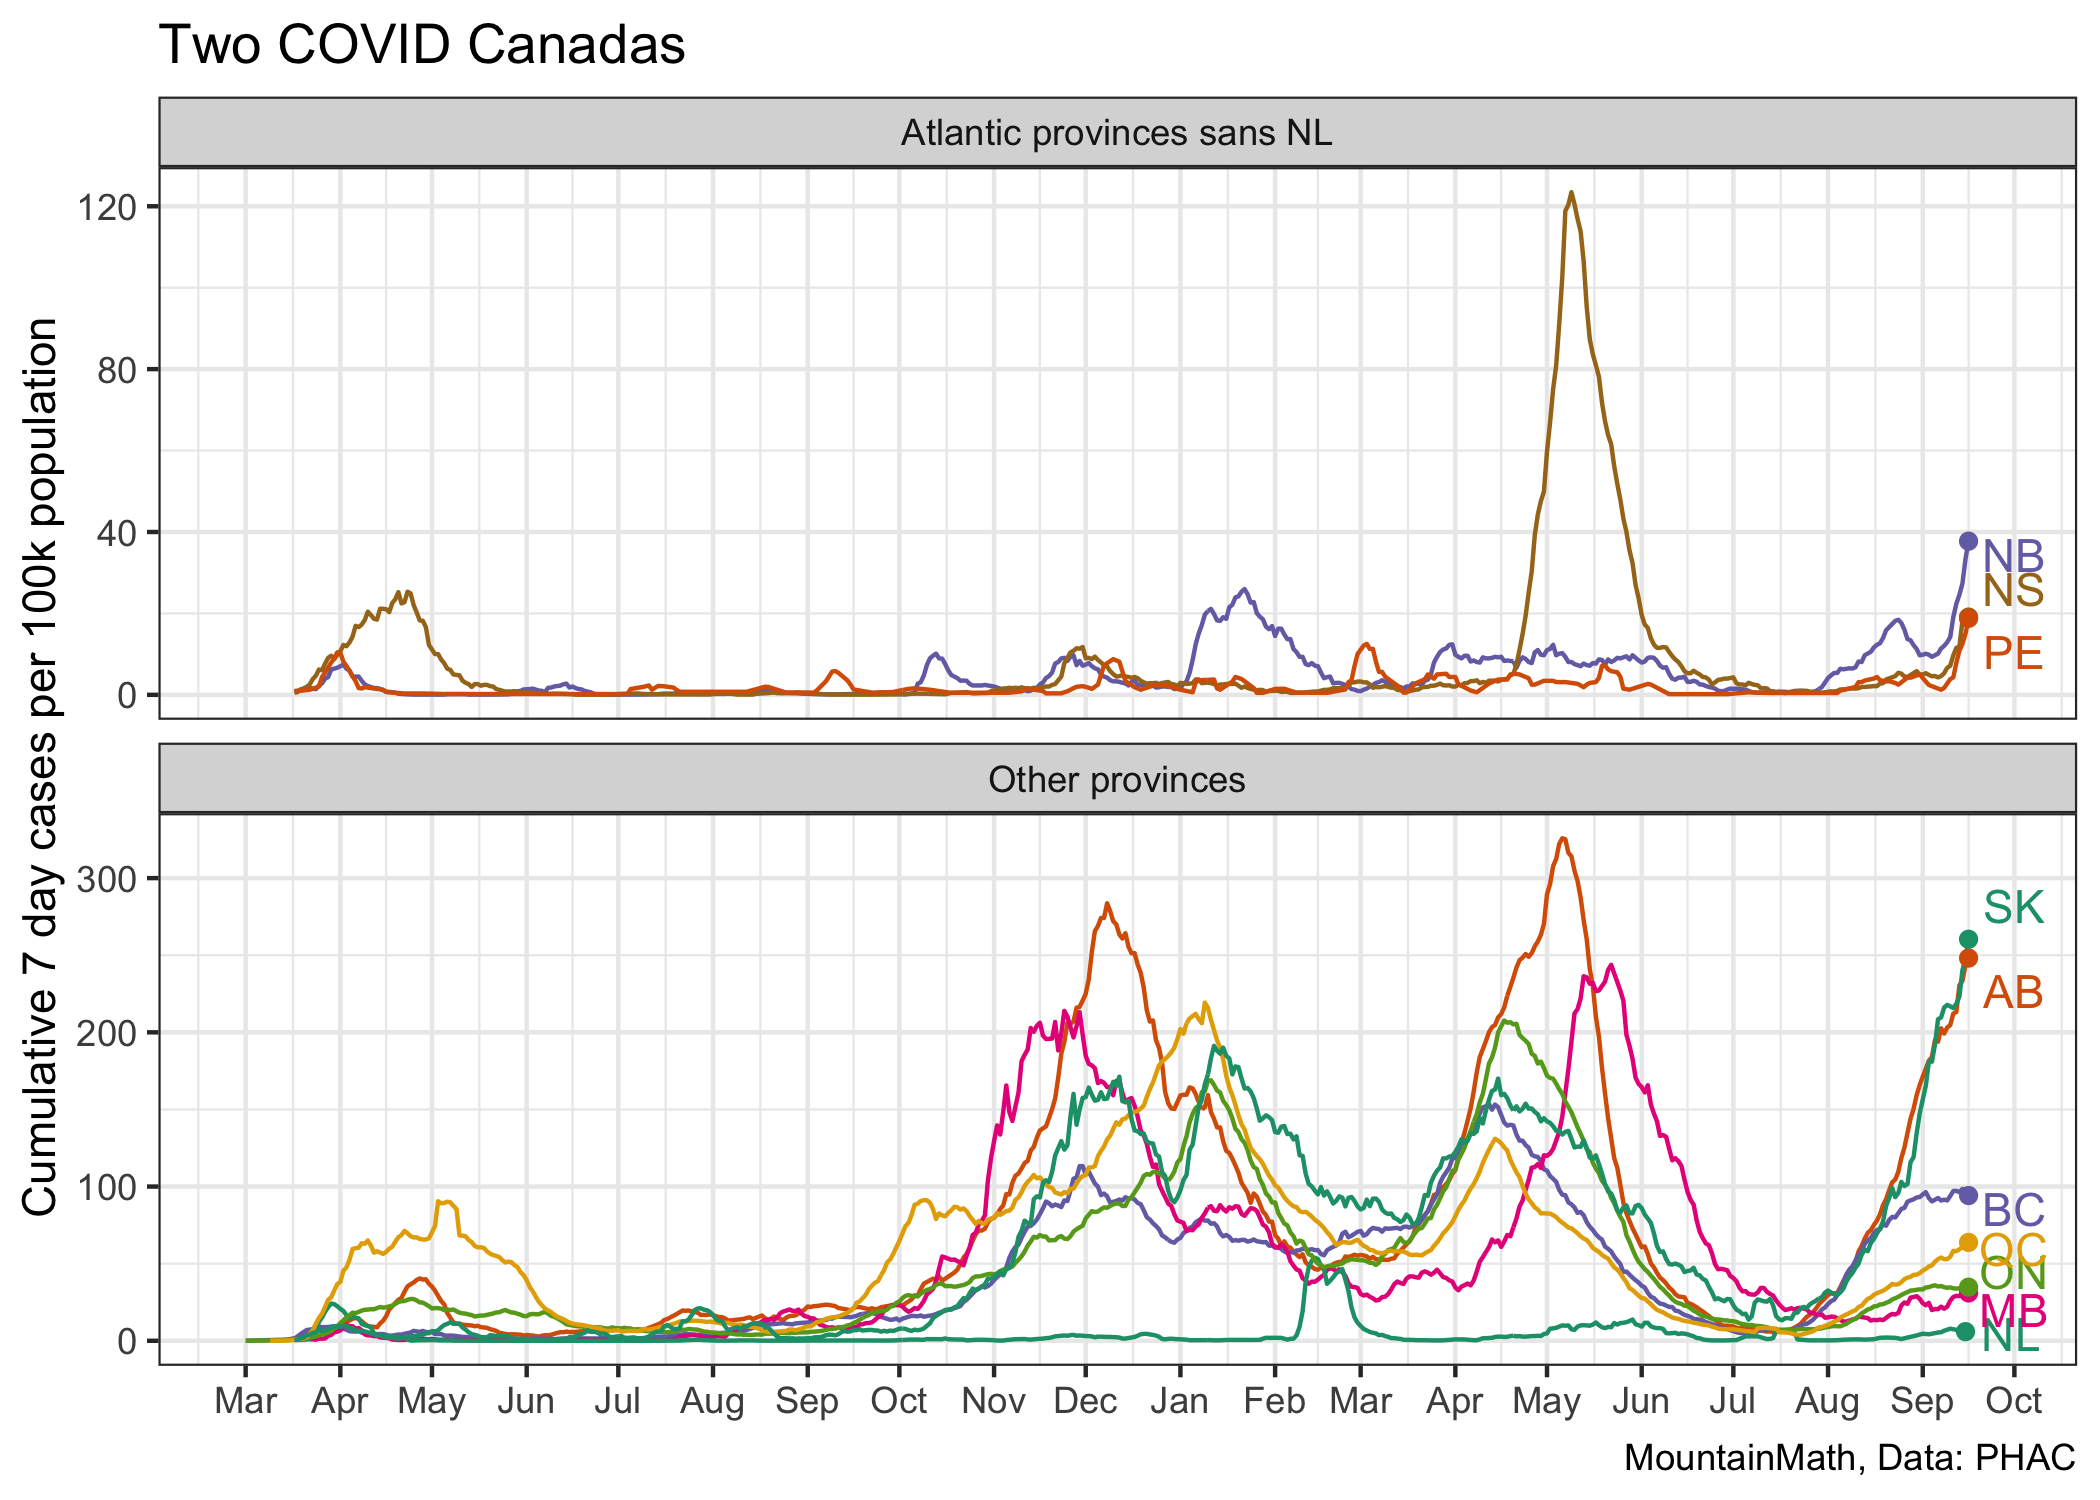 Two COVID Canadas
Atlantic provinces sans NL
Cumulative 7 day cases per 100k population
120
80
40
0
NB
NS
PE
Other provinces
300
200
100
0
SK
AB
BC
QC
ON
MB
NL
Mar Apr May Jun Jul Aug Sep Oct Nov Dec Jan Feb Mar Apr May Jun Jul Aug Sep Oct
MountainMath, Data: PHAC